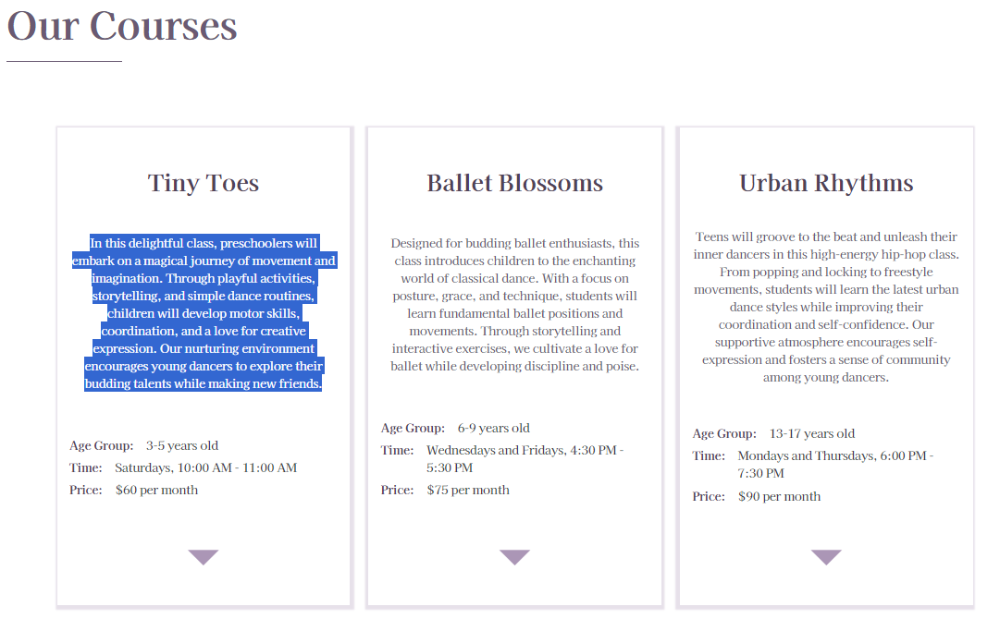 Our Courses
Tiny Toes
In this delightful class, preschoolers will
embark on a magical journey of movement and
imagination. Through playful activities,
storytelling, and simple dance routines,
children will develop motor skills,
coordination, and a love for creative
expression. Our nurturing environment
encourages young dancers to explore their
budding talents while making new friends.
Age Group: 3-5 years old
Time: Saturdays, 10:00 AM - 11:00 AM
Price: $60 per month
Ballet Blossoms
Designed for budding ballet enthusiasts, this
class introduces children to the enchanting
world of classical dance. With a focus on
posture, grace, and technique, students will
learn fundamental ballet positions and
movements. Through storytelling and
interactive exercises, we cultivate a love for
ballet while developing discipline and poise.
Age Group: 6-9 years old
Time: Wednesdays and Fridays, 4:30 PM -
5:30 PM
Price: $75 per month
Urban Rhythms
Teens will groove to the beat and unleash their
inner dancers in this high-energy hip-hop class.
From popping and locking to freestyle
movements, students will learn the latest urban
dance styles while improving their
coordination and self-confidence. Our
supportive atmosphere encourages self-
expression and fosters a sense of community
among young dancers.
Age Group: 13-17 years old
Time: Mondays and Thursdays, 6:00 PM -
7:30 PM
Price: $90 per month